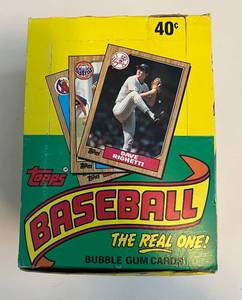 40¢
DAVE RIGHETTI
Topps
BASEBALL
THE REAL ONE!
BUBBLE GUM CARDS